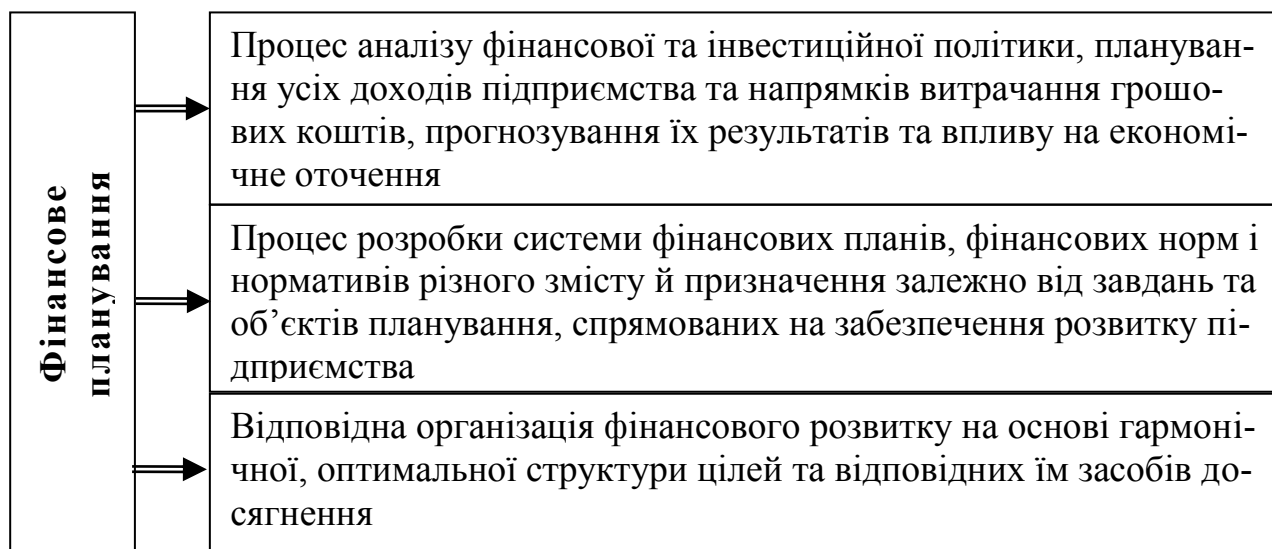 Фінансове
планування
Процес аналізу фінансової та інвестиційної політики, плануван-
ня усіх доходів підприємства та напрямків витрачання грошо-
вих коштів, прогнозування їх результатів та впливу на економі-
чне оточення
Процес розробки системи фінансових планів, фінансових норм і
нормативів різного змісту й призначення залежно від завдань та
об’єктів планування, спрямованих на забезпечення розвитку пі-
дприємства
Відповідна організація фінансового розвитку на основі гармоні-
чної, оптимальної структури цілей та відповідних їм засобів до-
сягнення